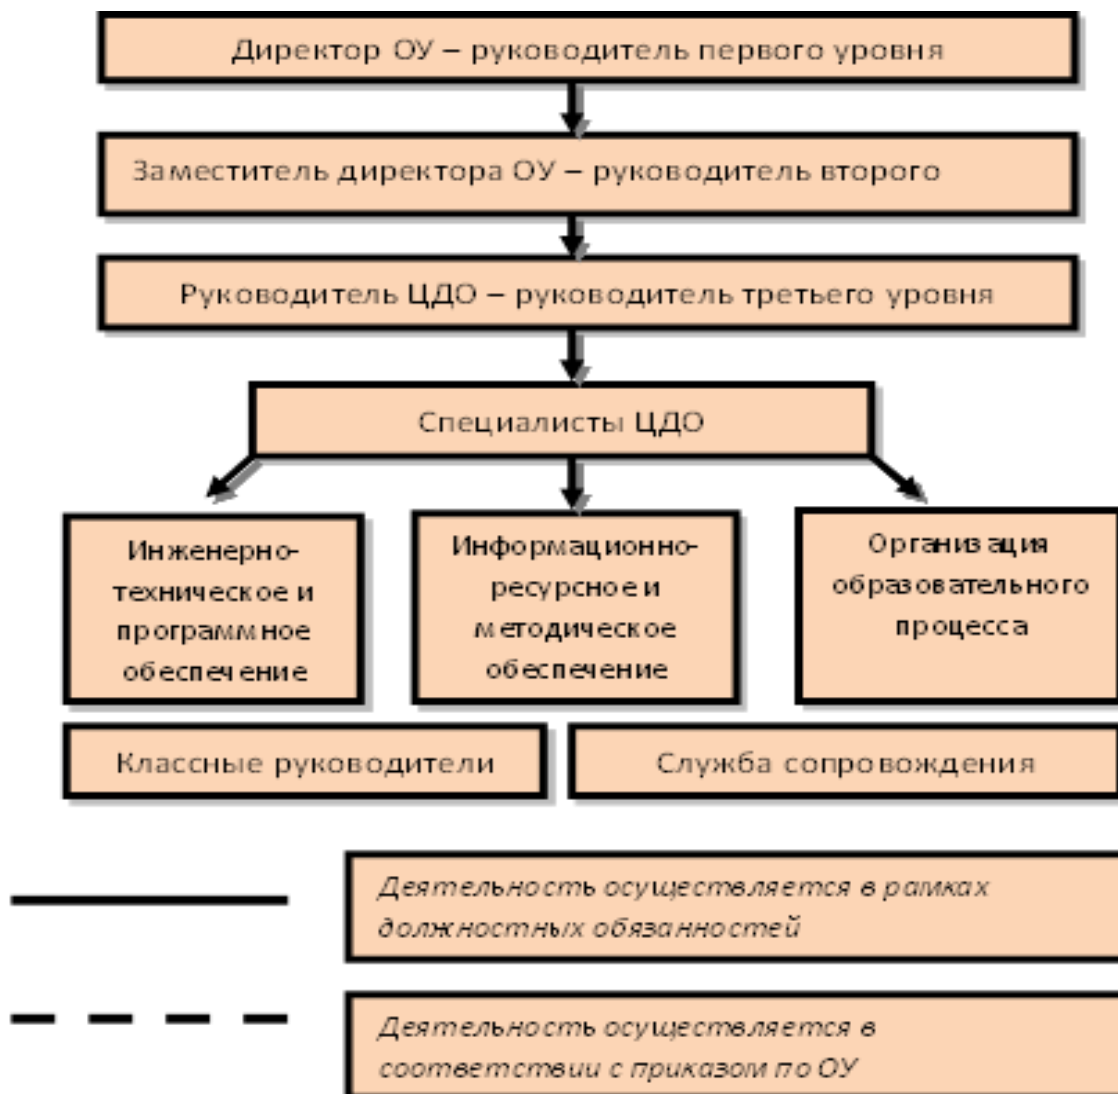 Директор ОУ – руководитель первого уровня
Заместитель директора ОУ – руководитель второго
Руководитель ЦДО – руководитель третьего уровня
Специалисты ЦДО
Инженерно-
техническое и
программное
обеспечение
Информационно-
ресурсное и
методическое
обеспечение
Организация
образовательного
процесса
Классные руководители
Служба сопровождения
Деятельность осуществляется в рамках
должностных обязанностей
Деятельность осуществляется в
соответствии с приказом по ОУ